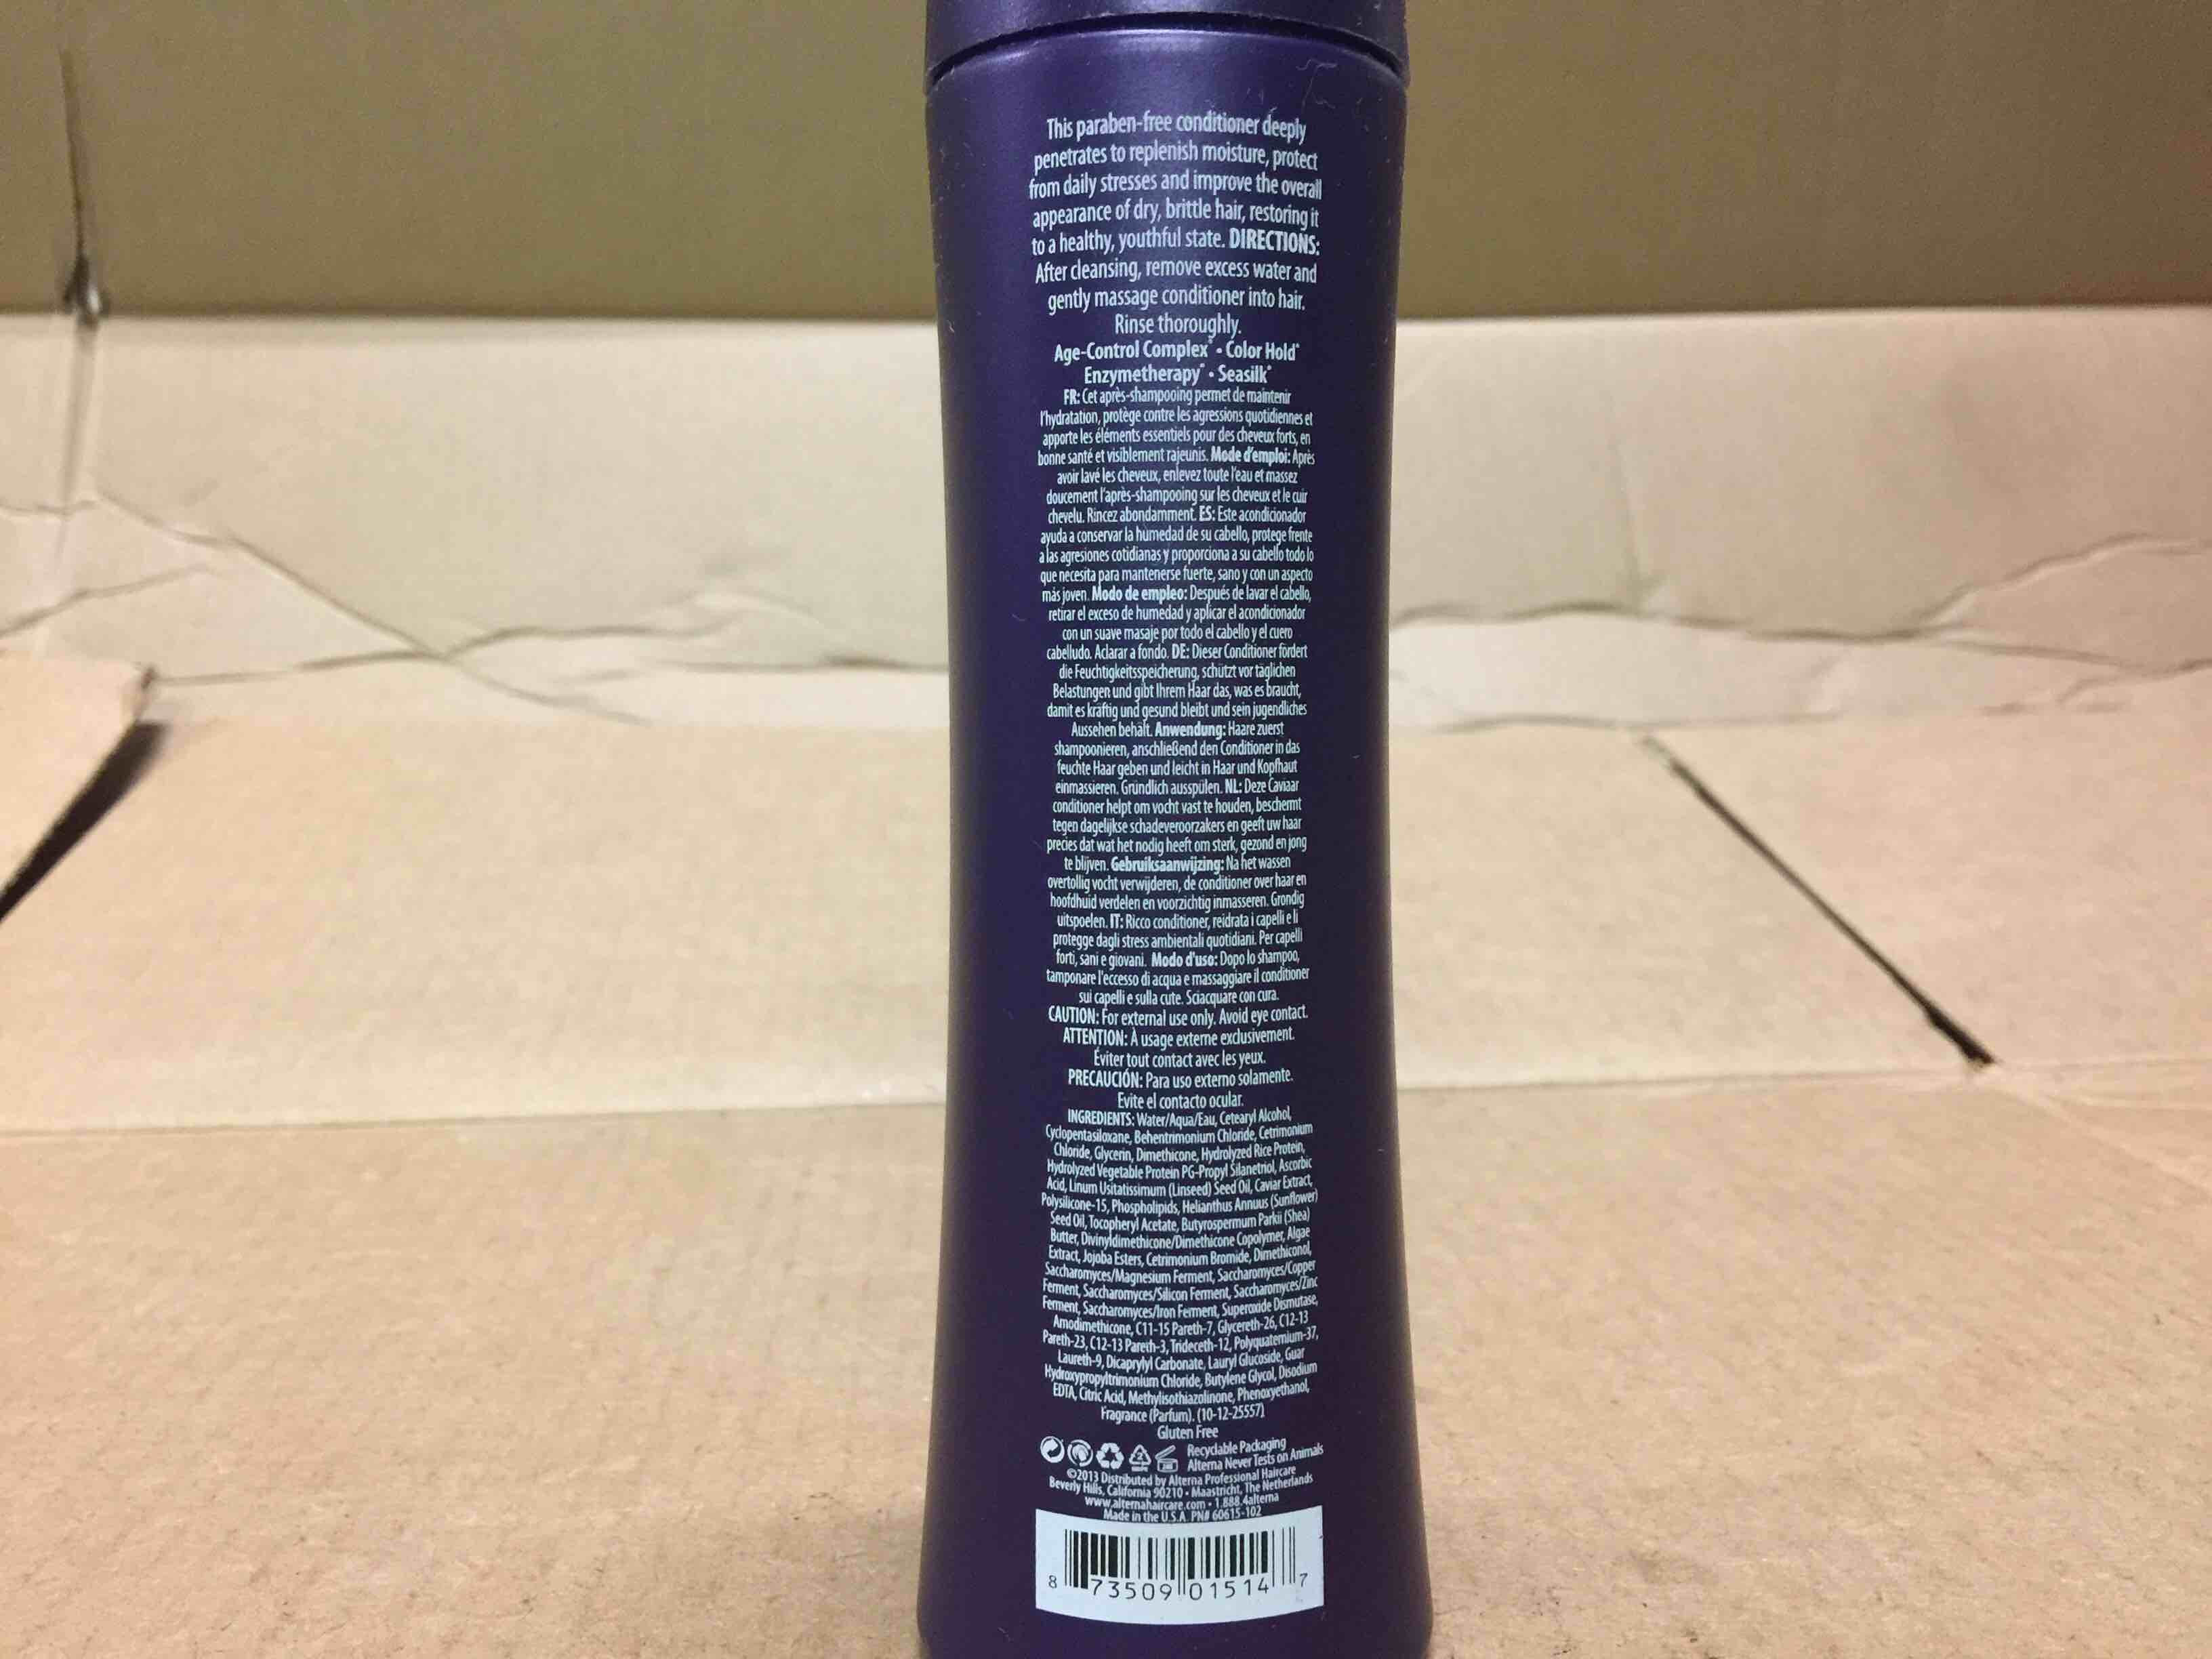 This paraben-free conditioner deeply
penetrates to replenish moisture, protect
from daily stresses and improve the overall
appearance of dry, brittle hair, restoring it
to a healthy, youthful state. DIRECTIONS:
After cleansing, remove excess water and
gently massage conditioner into hair.
Rinse thoroughly.
Age-Control Complex® • Color Hold®
Enzymetherapy® • Seasilk®
FR: Cet après-shampooing permet de maintenir
l'hydratation, protège contre les agressions quotidiennes et
apporte les éléments essentiels pour des cheveux forts, en
bonne santé et visiblement rajeunis. Mode d'emploi: Après
avoir lavé les cheveux, enlevez toute l'eau et massez
doucement l'après-shampooing sur les cheveux et le cuir
chevelu. Rincez abondamment. ES: Este acondicionador
ayuda a conservar la humedad de su cabello, protege frente
a las agresiones cotidianas y proporciona a su cabello todo lo
que necesita para mantenerse fuerte, sano y con un aspecto
más joven. Modo de empleo: Después de lavar el cabello,
retirar el exceso de humedad y aplicar el acondicionador
con un suave masaje por todo el cabello y el cuero
cabelludo. Aclarar a fondo. DE: Dieser Conditioner fördert
die Feuchtigkeitsspeicherung, schützt vor täglichen
Belastungen und gibt Ihrem Haar das, was es braucht,
damit es kräftig und gesund bleibt und sein jugendliches
Aussehen behält. Anwendung: Haare zuerst
shampoonieren, anschließend den Conditioner in das
feuchte Haar geben und leicht in Haar und Kopfhaut
einmassieren. Gründlich ausspülen. NL: Deze Caviaar
conditioner helpt om vocht vast te houden, beschermt
tegen dagelijkse schadeveroorzakers en geeft uw haar
precies dat wat het nodig heeft om sterk, gezond en jong
te blijven. Gebruiksaanwijzing: Na het wassen
overtollig vocht verwijderen, de conditioner over haar en
hoofdhuid verdelen en voorzichtig inmasseren. Grondig
uitspoelen. IT: Ricco conditioner, reidrata i capelli e li
protegge dagli stress ambientali quotidiani. Per capelli
forti, sani e giovani. Modo d'uso: Dopo lo shampoo,
tamponare l'eccesso di acqua e massaggiare il conditioner
sui capelli e sulla cute. Sciacquare con cura.
CAUTION: For external use only. Avoid eye contact.
ATTENTION: À usage externe exclusivement.
Éviter tout contact avec les yeux.
PRECAUCIÓN: Para uso externo solamente.
Evite el contacto ocular.
INGREDIENTS: Water/Aqua/Eau, Cetearyl Alcohol,
Cyclopentasiloxane, Behentrimonium Chloride, Cetrimonium
Chloride, Glycerin, Dimethicone, Hydrolyzed Rice Protein,
Hydrolyzed Vegetable Protein PG-Propyl Silanetriol, Ascorbic
Acid, Linum Usitatissimum (Linseed) Seed Oil, Caviar Extract,
Polysilicone-15, Phospholipids, Helianthus Annuus (Sunflower)
Seed Oil, Tocopheryl Acetate, Butyrospermum Parkii (Shea)
Butter, Divinyldimethicone/Dimethicone Copolymer, Algae
Extract, Jojoba Esters, Cetrimonium Bromide, Dimethiconol,
Saccharomyces/Magnesium Ferment, Saccharomyces/Copper
Ferment, Saccharomyces/Silicon Ferment, Saccharomyces/Zinc
Ferment, Saccharomyces/Iron Ferment, Superoxide Dismutase,
Amodimethicone, C11-15 Pareth-7, Glycereth-26, C12-13
Pareth-23, C12-13 Pareth-3, Trideceth-12, Polyquaternium-37,
Laureth-9, Dicaprylyl Carbonate, Lauryl Glucoside, Guar
Hydroxypropyltrimonium Chloride, Butylene Glycol, Disodium
EDTA, Citric Acid, Methylisothiazolinone, Phenoxyethanol,
Fragrance (Parfum). (10-12-25557)
Gluten Free
Recyclable Packaging
Alterna Never Tests on Animals
©2013 Distributed by Alterna Professional Haircare
Beverly Hills, California 90210 • Maastricht, The Netherlands
www.alternahaircare.com • 1.888.4alterna
Made in the U.S.A. PN# 60615-102
8 73509 01514 7